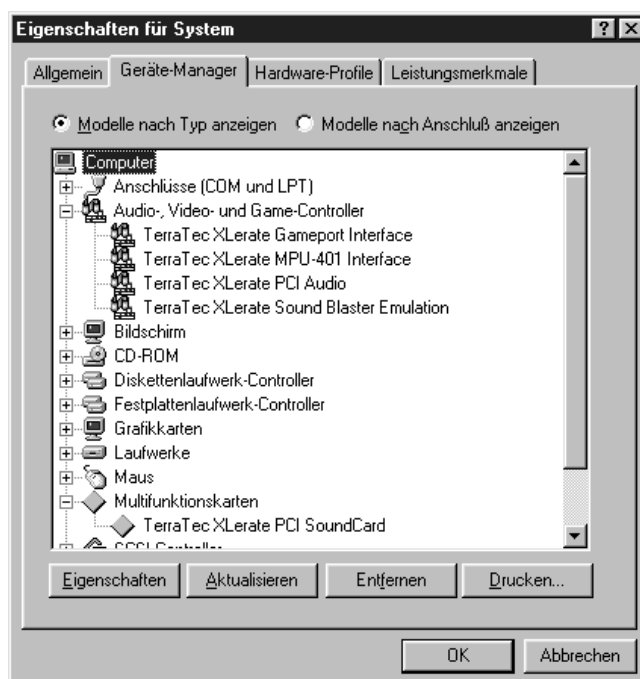 Eigenschaften für System
Allgemein Geräte-Manager Hardware-Profile Leistungsmerkmale
Modelle nach Typ anzeigen Modelle nach Anschluß anzeigen
Computer
Anschlüsse (COM und LPT)
Audio-, Video- und Game-Controller
TerraTec XLerate Gameport Interface
TerraTec XLerate MPU-401 Interface
TerraTec XLerate PCI Audio
TerraTec XLerate Sound Blaster Emulation
Bildschirm
CD-ROM
Diskettenlaufwerk-Controller
Festplattenlaufwerk-Controller
Grafikkarten
Laufwerke
Maus
Multifunktionskarten
TerraTec XLerate PCI SoundCard
Eigenschaften Aktualisieren Entfernen Drucken...
OK Abbrechen